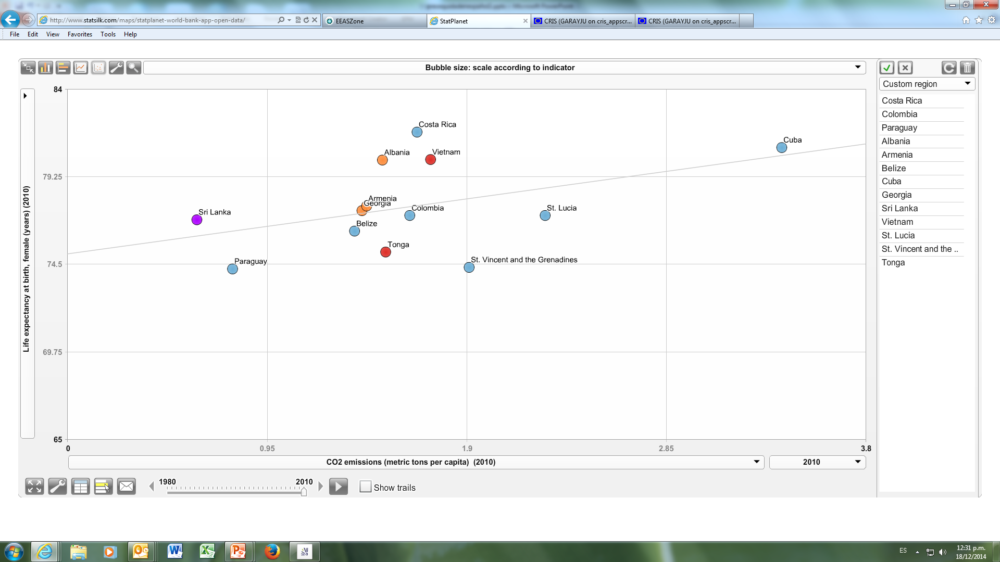 http://www.statsilk.com/maps/statplanet-world-bank-app-open-data/
EEASZone
StatPlanet
CRIS (GARAYJU on cris_appscr...
CRIS (GARAYJU on cris_appscr...
File Edit View Favorites Tools Help
Bubble size: scale according to indicator
Custom region
Costa Rica
Colombia
Paraguay
Albania
Armenia
Belize
Cuba
Georgia
Sri Lanka
Vietnam
St. Lucia
St. Vincent and the ..
Tonga
Life expectancy at birth, female (years) (2010)
84
79.25
74.5
69.75
65
Costa Rica
Cuba
Albania
Vietnam
Armenia
Georgia
Colombia
St. Lucia
Sri Lanka
Belize
Tonga
Paraguay
St. Vincent and the Grenadines
0 0.95 1.9 2.85 3.8
CO2 emissions (metric tons per capita) (2010)
2010
1980 2010
Show trails
ES
12:31 p.m.
18/12/2014